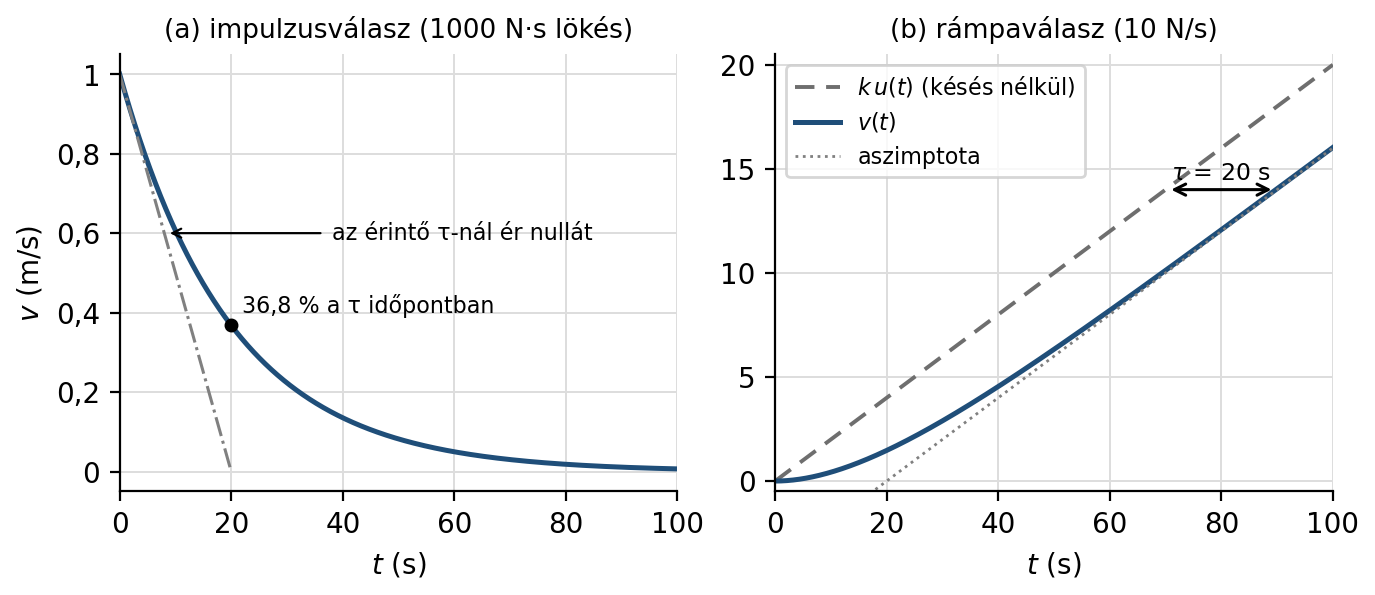 (a) impulzusválasz (1000 N·s lökés)
v (m/s)
1
0,8
0,6
0,4
0,2
0
az érintő τ-nál ér nullát
36,8 % a τ időpontban
0 20 40 60 80 100
t (s)
(b) rámpaválasz (10 N/s)
20
15
10
5
0
k u(t) (késés nélkül)
v(t)
aszimptota
τ = 20 s
0 20 40 60 80 100
t (s)